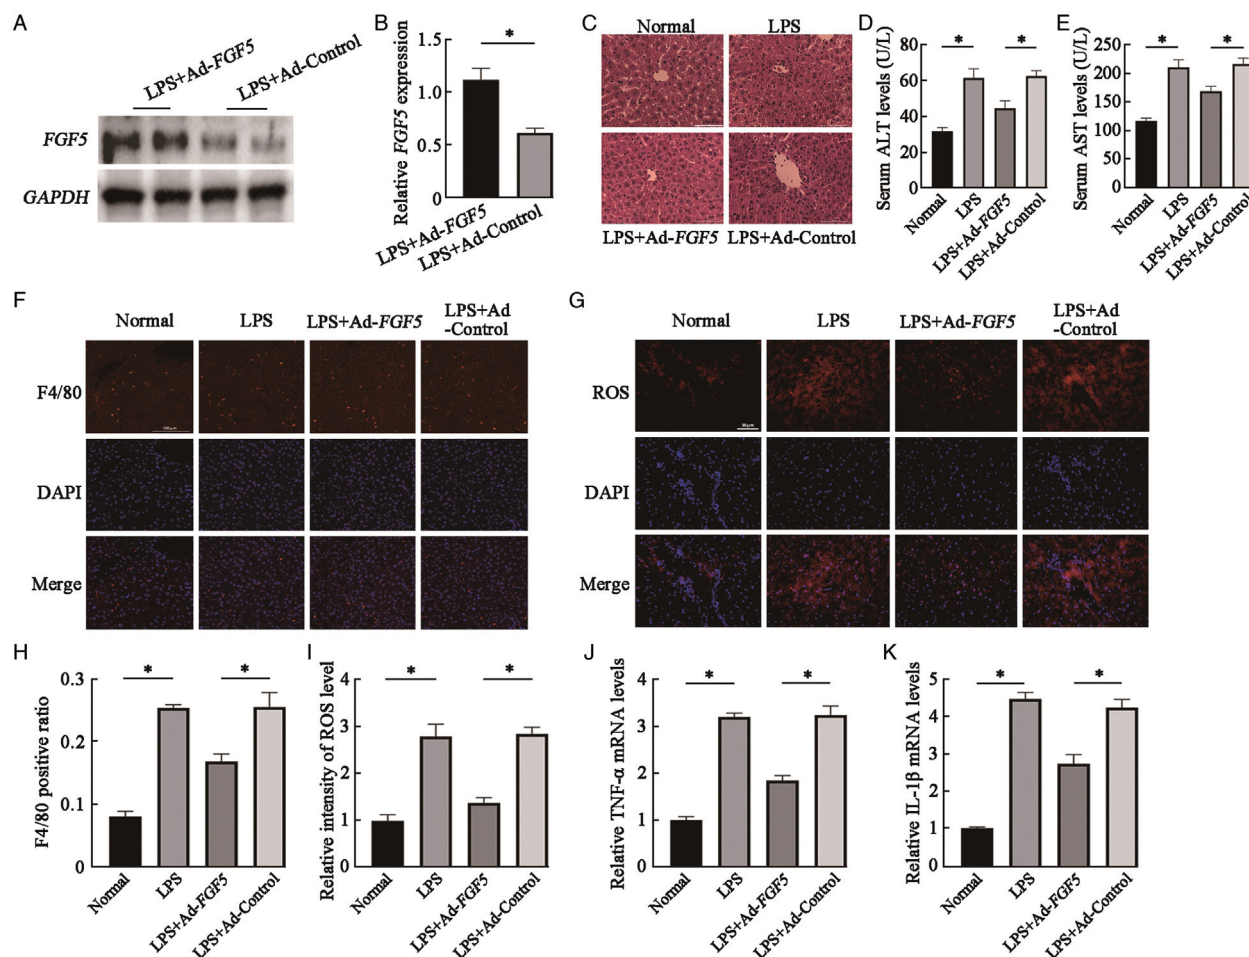 A
LPS+Ad-FGF5
LPS+Ad-Control
FGF5
GAPDH
B
Relative FGF5 expression
1.5
1.0
0.5
0
*
LPS+Ad-FGF5
LPS+Ad-Control
C
Normal
LPS
LPS+Ad-FGF5
LPS+Ad-Control
D
Serum ALT levels (U/L)
80
60
40
20
0
*
*
Normal
LPS
LPS+Ad-FGF5
LPS+Ad-Control
E
Serum AST levels (U/L)
250
200
150
100
50
0
*
*
Normal
LPS
LPS+Ad-FGF5
LPS+Ad-Control
F
Normal
LPS
LPS+Ad-FGF5
LPS+Ad
-Control
F4/80
100μm
DAPI
Merge
G
Normal
LPS
LPS+Ad-FGF5
LPS+Ad
-Control
ROS
50μm
DAPI
Merge
H
F4/80 positive ratio
0.3
0.2
0.1
0
*
*
Normal
LPS
LPS+Ad-FGF5
LPS+Ad-Control
I
Relative intensity of ROS level
4
3
2
1
0
*
*
Normal
LPS
LPS+Ad-FGF5
LPS+Ad-Control
J
Relative TNF-α mRNA levels
4
3
2
1
0
*
*
Normal
LPS
LPS+Ad-FGF5
LPS+Ad-Control
K
Relative IL-1β mRNA levels
5
4
3
2
1
0
*
*
Normal
LPS
LPS+Ad-FGF5
LPS+Ad-Control